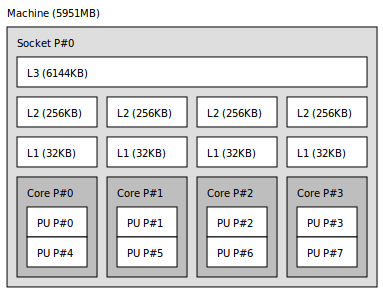 Machine (5951MB)
Socket P#0
L3 (6144KB)
L2 (256KB) L2 (256KB) L2 (256KB) L2 (256KB)
L1 (32KB) L1 (32KB) L1 (32KB) L1 (32KB)
Core P#0 Core P#1 Core P#2 Core P#3
PU P#0 PU P#1 PU P#2 PU P#3
PU P#4 PU P#5 PU P#6 PU P#7